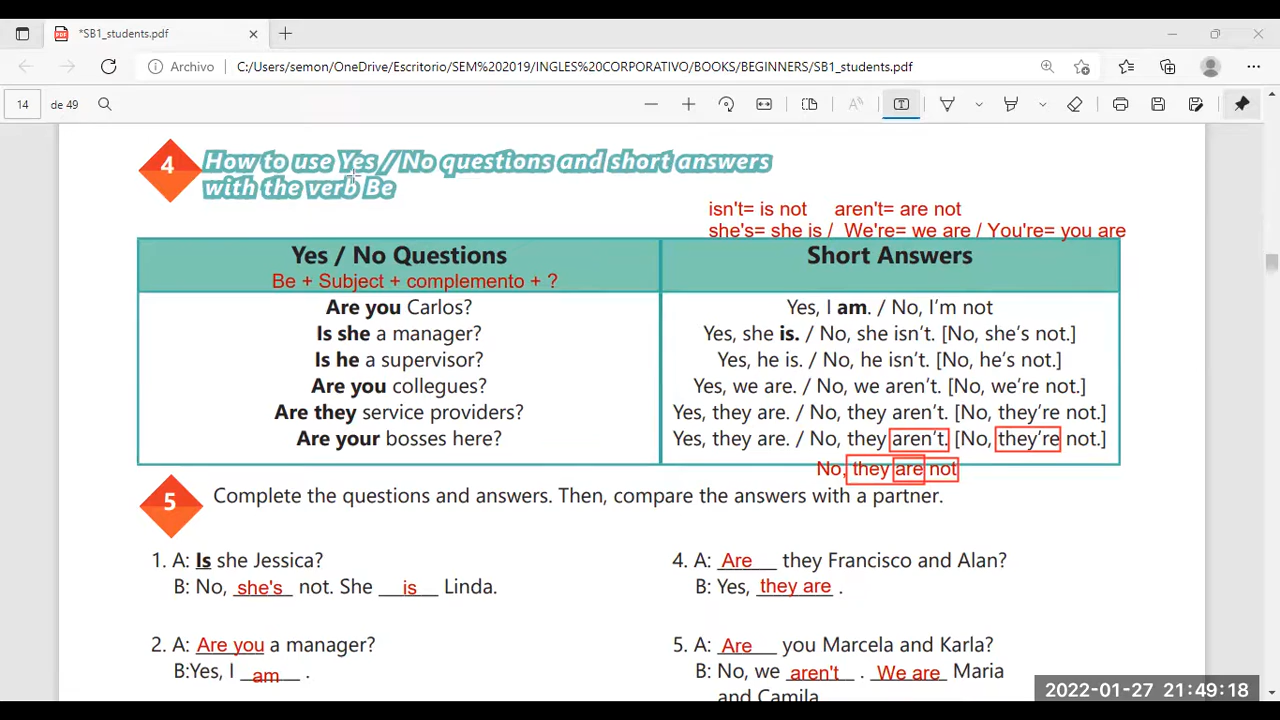 *SB1_students.pdf
Archivo C:/Users/semon/OneDrive/Escritorio/SEM%202019/INGLES%20CORPORATIVO/BOOKS/BEGINNERS/SB1_students.pdf
14 de 49
4 How to use Yes / No questions and short answers
with the verb Be
isn't= is not aren't= are not
she's= she is / We're= we are / You're= you are
Yes / No Questions Short Answers
Be + Subject + complemento + ?
Are you Carlos? Yes, I am. / No, I'm not
Is she a manager? Yes, she is. / No, she isn't. [No, she's not.]
Is he a supervisor? Yes, he is. / No, he isn't. [No, he's not.]
Are you collegues? Yes, we are. / No, we aren't. [No, we're not.]
Are they service providers? Yes, they are. / No, they aren't. [No, they're not.]
Are your bosses here? Yes, they are. / No, they aren't. [No, they're not.]
No, they are not
5 Complete the questions and answers. Then, compare the answers with a partner.
1. A: Is she Jessica?
B: No, she's not. She is Linda.
2. A: Are you a manager?
B:Yes, I am .
4. A: Are they Francisco and Alan?
B: Yes, they are .
5. A: Are you Marcela and Karla?
B: No, we aren't . We are Maria
and Camila
2022-01-27 21:49:18